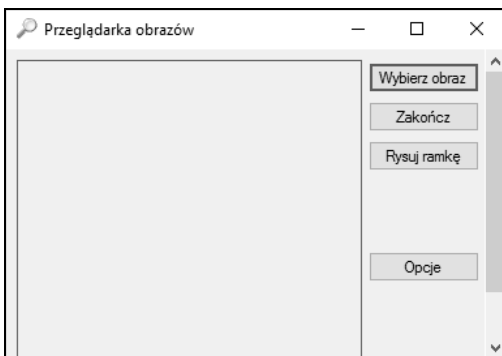 Przeglądarka obrazów
Wybierz obraz
Zakończ
Rysuj ramkę
Opcje